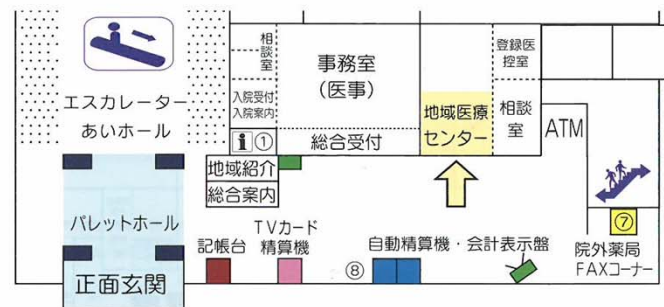 相談室
事務室
（医事）
登録医
控室
エスカレーター
あいホール
入院受付
入院案内
地域医療
センター
相談室
ATM
i ①
総合受付
地域紹介
総合案内
パレットホール
TVカード
精算機
記帳台
自動精算機・会計表示盤
⑦
⑧
院外薬局
FAXコーナー
正面玄関